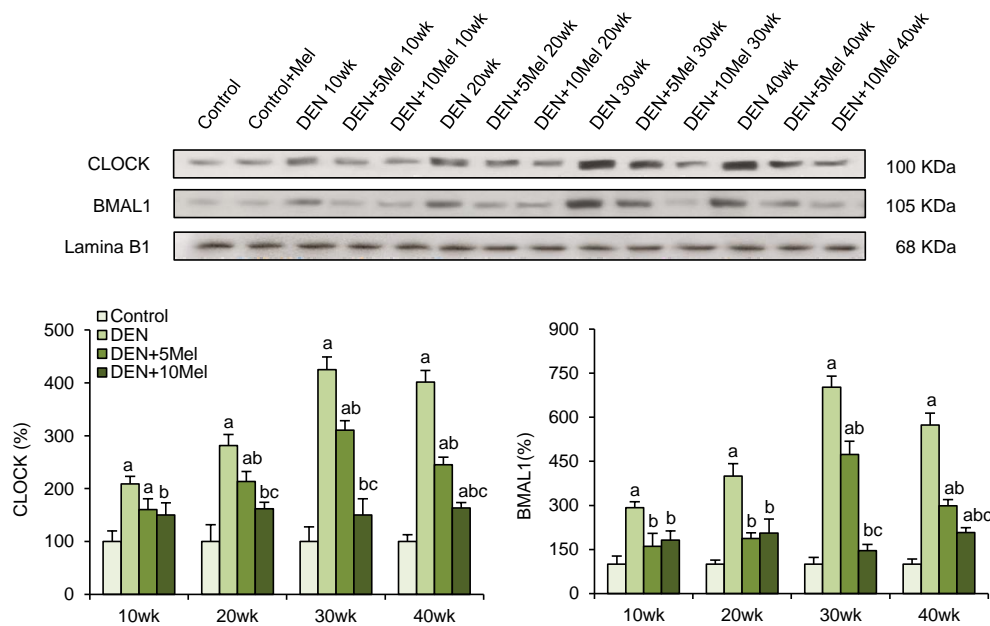 Control
Control+Mel
DEN 10wk
DEN+5Mel 10wk
DEN+10Mel 10wk
DEN 20wk
DEN+5Mel 20wk
DEN+10Mel 20wk
DEN 30wk
DEN+5Mel 30wk
DEN+10Mel 30wk
DEN 40wk
DEN+5Mel 40wk
DEN+10Mel 40wk
CLOCK 100 KDa
BMAL1 105 KDa
Lamina B1 68 KDa
CLOCK (%)
500
400
300
200
100
0
Control
DEN
DEN+5Mel
DEN+10Mel
a a b
a ab bc
a ab bc
a ab abc
10wk 20wk 30wk 40wk
BMAL1(%)
900
750
600
450
300
150
0
a b b
a b b
a ab bc
a ab abc
10wk 20wk 30wk 40wk